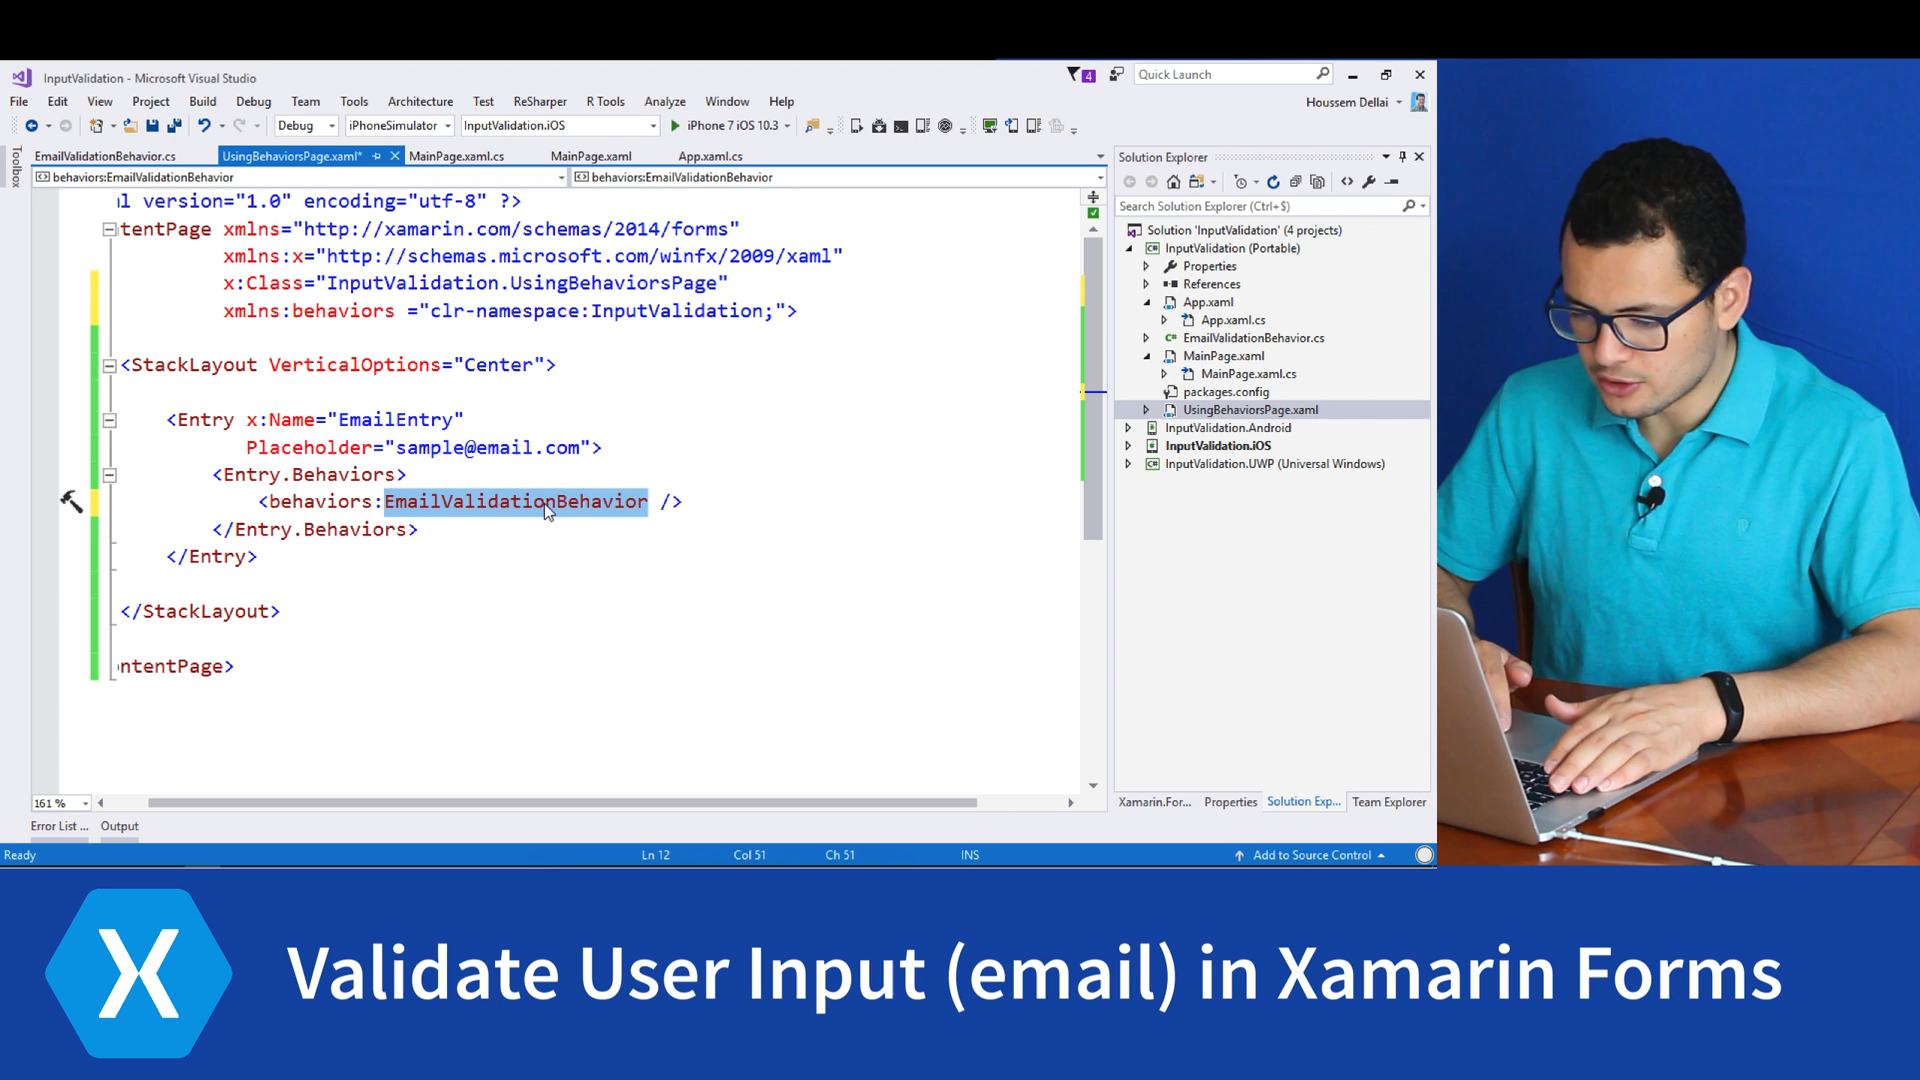 InputValidation - Microsoft Visual Studio
4
Quick Launch
File Edit View Project Build Debug Team Tools Architecture Test ReSharper R Tools Analyze Window Help
Houssem Dellai
Debug iPhoneSimulator InputValidation.iOS iPhone 7 iOS 10.3
Toolbox
EmailValidationBehavior.cs UsingBehaviorsPage.xaml* MainPage.xaml.cs MainPage.xaml App.xaml.cs
behaviors:EmailValidationBehavior behaviors:EmailValidationBehavior
l version="1.0" encoding="utf-8" ?>
tentPage xmlns="http://xamarin.com/schemas/2014/forms"
xmlns:x="http://schemas.microsoft.com/winfx/2009/xaml"
x:Class="InputValidation.UsingBehaviorsPage"
xmlns:behaviors ="clr-namespace:InputValidation;">
<StackLayout VerticalOptions="Center">
<Entry x:Name="EmailEntry"
Placeholder="sample@email.com">
<Entry.Behaviors>
<behaviors:EmailValidationBehavior />
</Entry.Behaviors>
</Entry>
</StackLayout>
ntentPage>
161 %
Error List ... Output
Solution Explorer
Search Solution Explorer (Ctrl+$)
Solution 'InputValidation' (4 projects)
InputValidation (Portable)
Properties
References
App.xaml
App.xaml.cs
EmailValidationBehavior.cs
MainPage.xaml
MainPage.xaml.cs
packages.config
UsingBehaviorsPage.xaml
InputValidation.Android
InputValidation.iOS
InputValidation.UWP (Universal Windows)
Xamarin.For... Properties Solution Exp... Team Explorer
Ready Ln 12 Col 51 Ch 51 INS Add to Source Control
X
Validate User Input (email) in Xamarin Forms